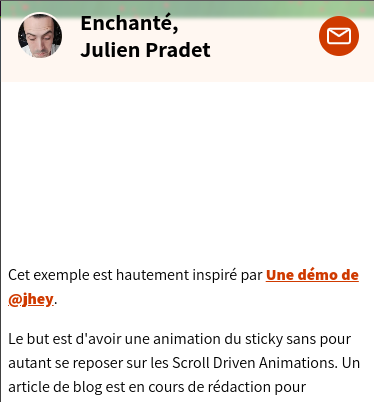 Enchanté,
Julien Pradet
Cet exemple est hautement inspiré par Une démo de
@jhey.
Le but est d'avoir une animation du sticky sans pour
autant se reposer sur les Scroll Driven Animations. Un
article de blog est en cours de rédaction pour